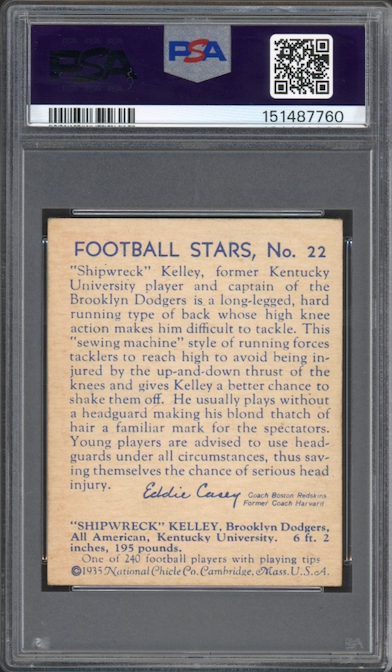 PSA
PSA
151487760
FOOTBALL STARS, No. 22
"Shipwreck" Kelley, former Kentucky
University player and captain of the
Brooklyn Dodgers is a long-legged, hard
running type of back whose high knee
action makes him difficult to tackle. This
"sewing machine" style of running forces
tacklers to reach high to avoid being in-
jured by the up-and-down thrust of the
knees and gives Kelley a better chance to
shake them off. He usually plays without
a headguard making his blond thatch of
hair a familiar mark for the spectators.
Young players are advised to use head-
guards under all circumstances, thus sav-
ing themselves the chance of serious head
injury. Eddie Casey Coach Boston Redskins
Former Coach Harvard
"SHIPWRECK" KELLEY, Brooklyn Dodgers,
All American, Kentucky University. 6 ft. 2
inches, 195 pounds.
One of 240 football players with playing tips
©1935 National Chicle Co. Cambridge, Mass. U.S.A.